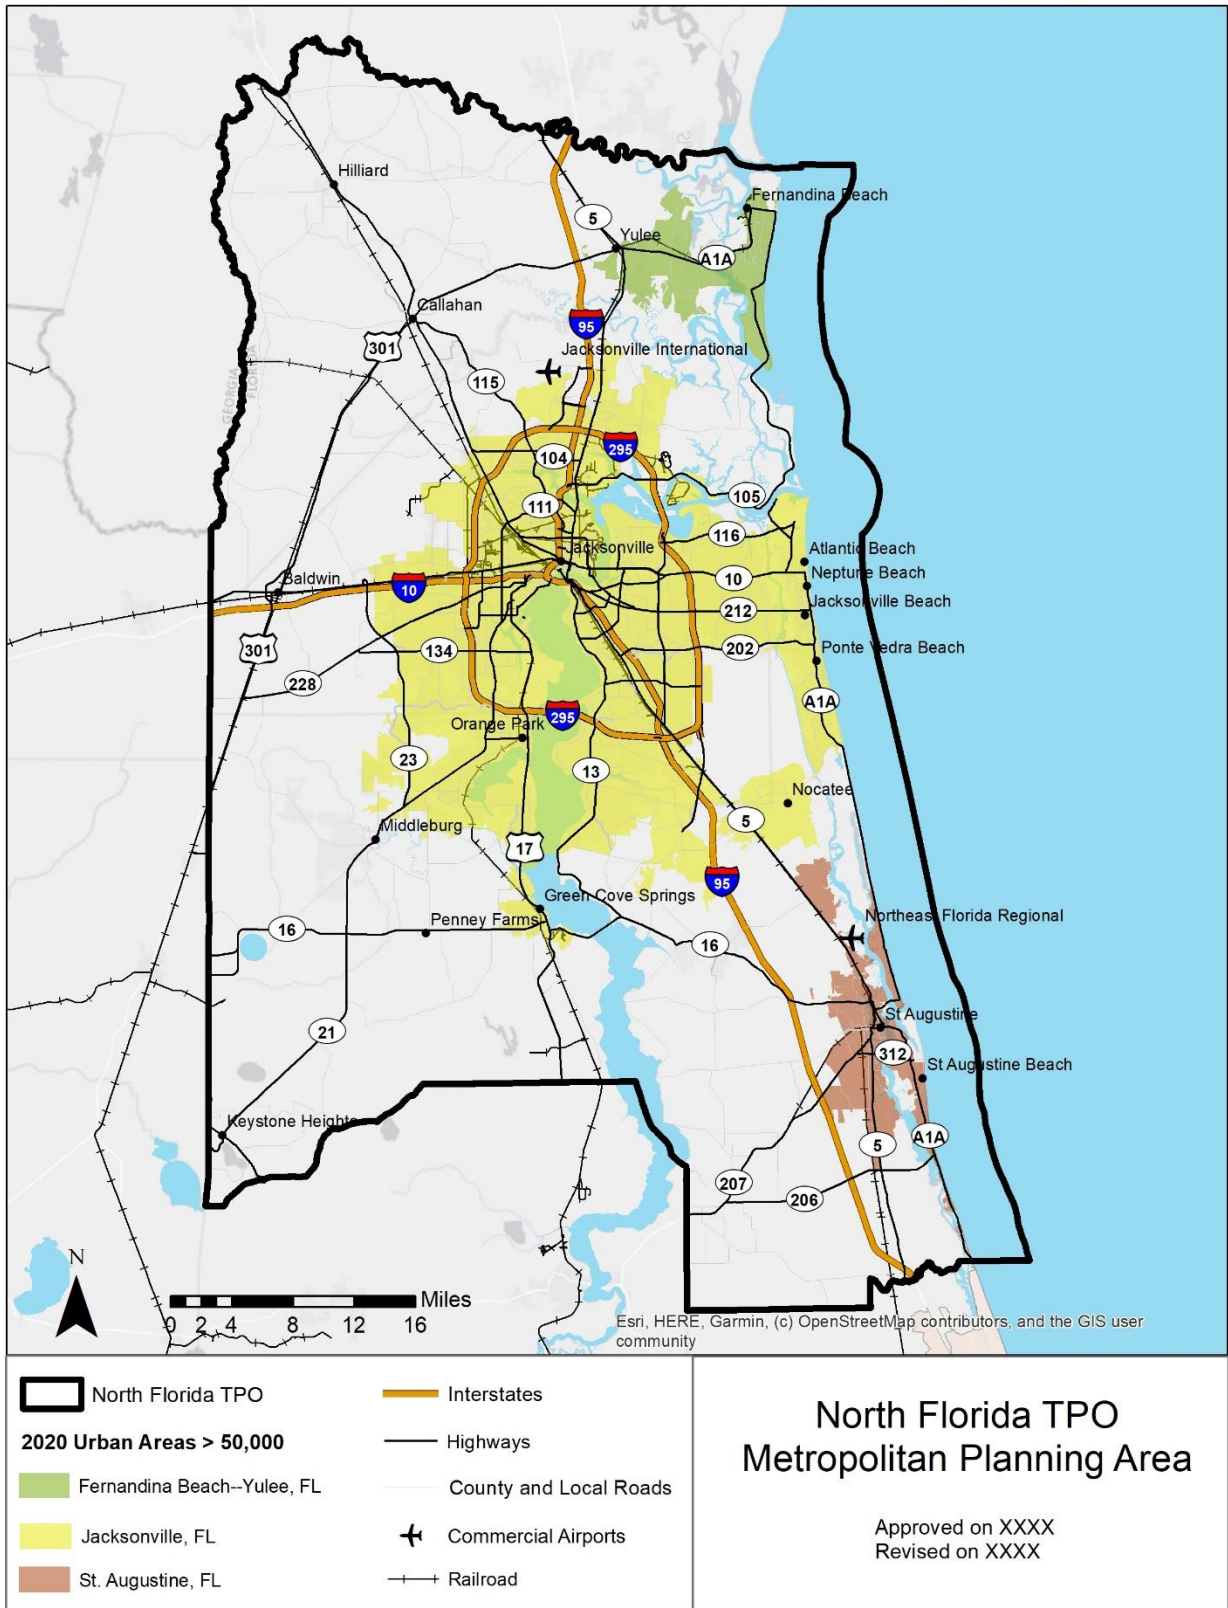 Hilliard
Fernandina Beach
5
Yulee
A1A
Callahan
95
301
Jacksonville International
GEORGIA
FLORIDA
115
295
104
105
111
116
Jacksonville
Atlantic Beach
Baldwin
10
10
Neptune Beach
212
Jacksonville Beach
301
134
202
Ponte Vedra Beach
228
A1A
295
Orange Park
23
13
Nocatee
5
Middleburg
17
95
Green Cove Springs
Northeast Florida Regional
16
Penney Farms
16
St Augustine
21
312
St Augustine Beach
Keystone Heights
5
A1A
207
206
N
Miles
0 2 4 8 12 16
Esri, HERE, Garmin, (c) OpenStreetMap contributors, and the GIS user
community
North Florida TPO
2020 Urban Areas > 50,000
Fernandina Beach--Yulee, FL
Jacksonville, FL
St. Augustine, FL
Interstates
Highways
County and Local Roads
Commercial Airports
Railroad
North Florida TPO
Metropolitan Planning Area
Approved on XXXX
Revised on XXXX